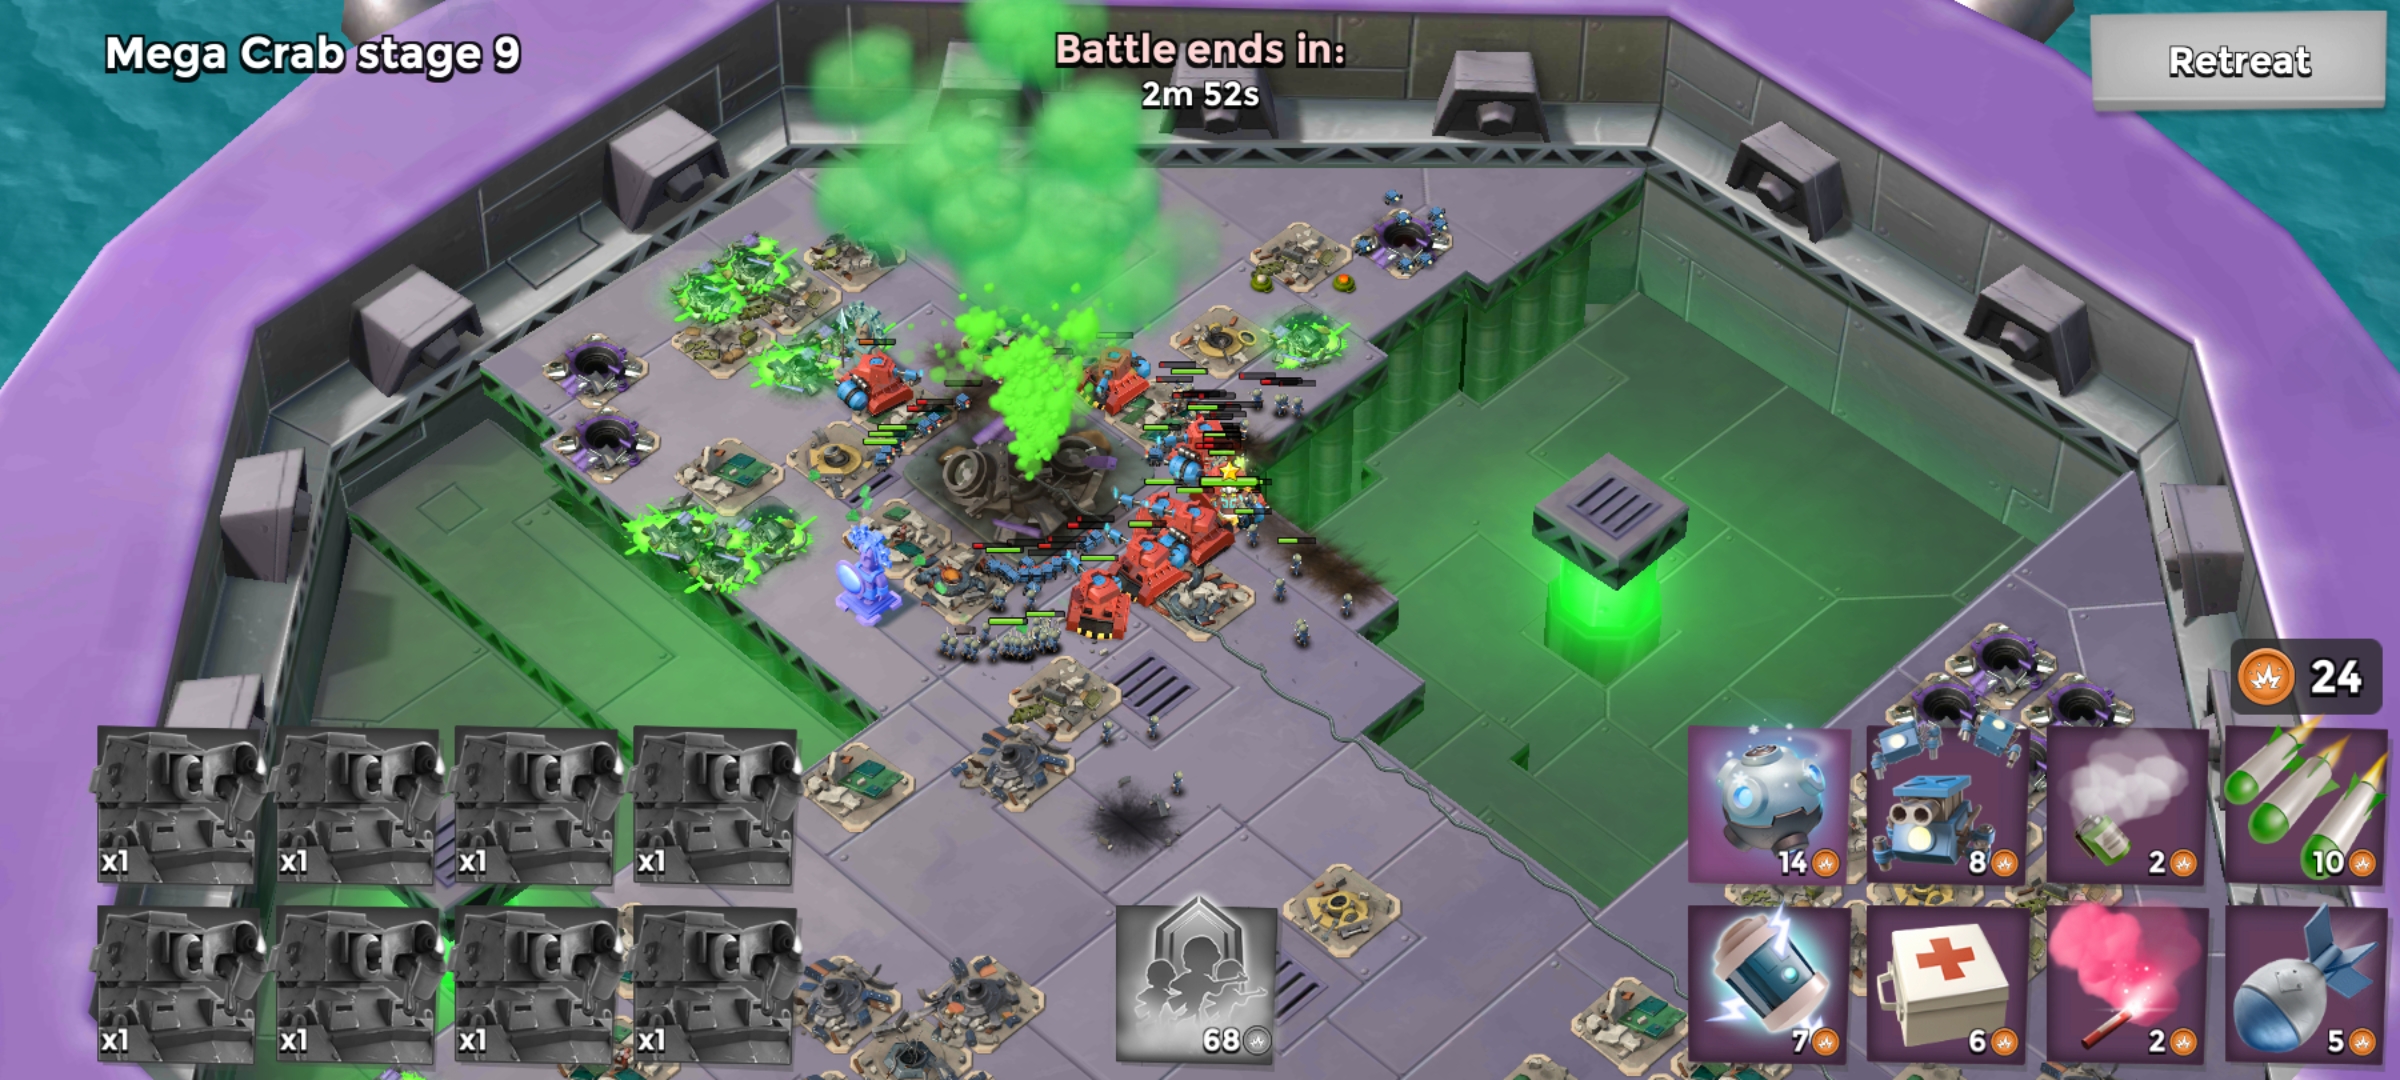 Mega Crab stage 9
Battle ends in:
2m 52s
Retreat
24
x1 x1 x1 x1
14 8 2 10
x1 x1 x1 x1
68
7 6 2 5